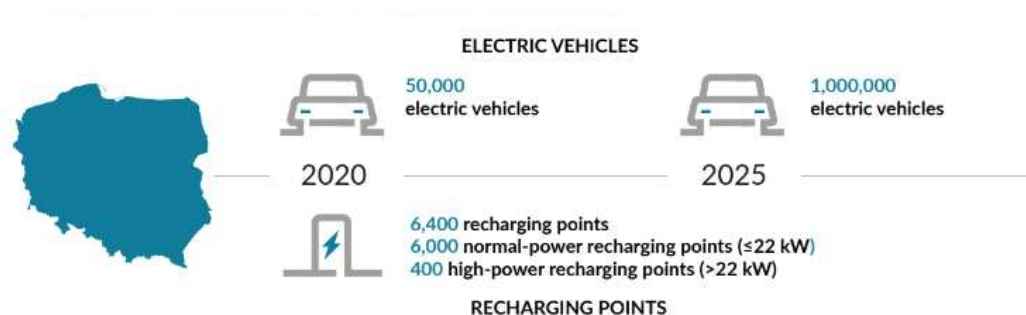 ELECTRIC VEHICLES
50,000
electric vehicles
1,000,000
electric vehicles
2020
2025
6,400 recharging points
6,000 normal-power recharging points (≤22 kW)
400 high-power recharging points (>22 kW)
RECHARGING POINTS